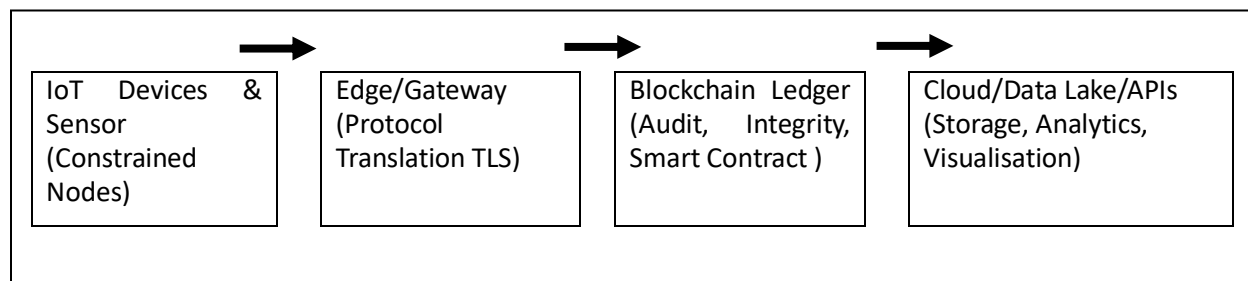 IoT Devices &
Sensor
(Constrained
Nodes)
Edge/Gateway
(Protocol
Translation TLS)
Blockchain Ledger
(Audit, Integrity,
Smart Contract )
Cloud/Data Lake/APIs
(Storage, Analytics,
Visualisation)